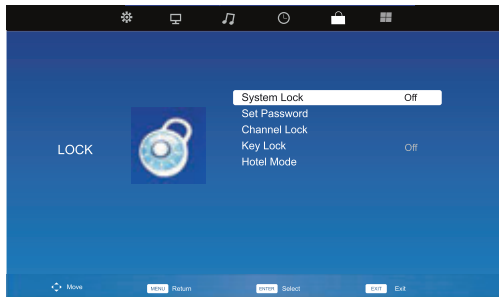 System Lock Off
Set Password
Channel Lock
LOCK
Key Lock Off
Hotel Mode
Move MENU Return ENTER Select EXIT Exit